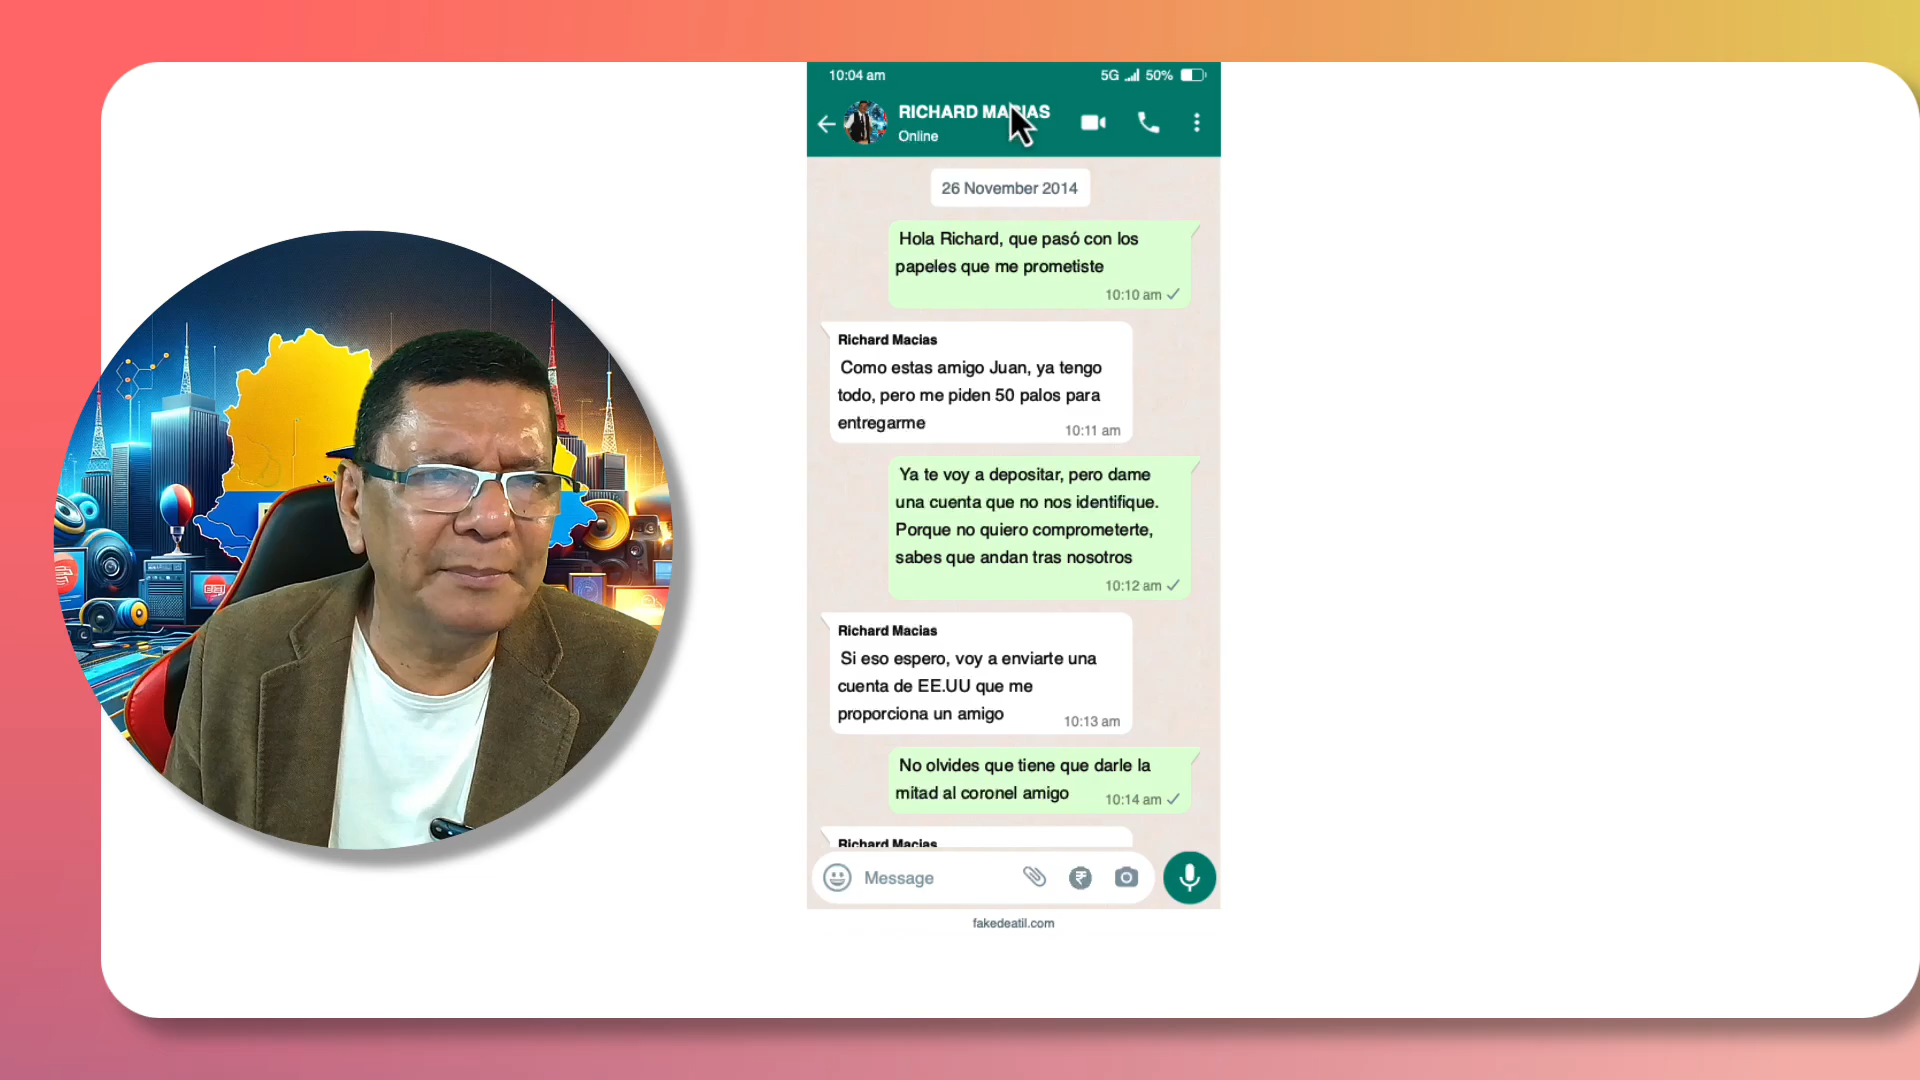 10:04 am
5G 50%
RICHARD MACIAS
Online
26 November 2014
Hola Richard, que pasó con los
papeles que me prometiste
10:10 am
Richard Macias
Como estas amigo Juan, ya tengo
todo, pero me piden 50 palos para
entregarme
10:11 am
Ya te voy a depositar, pero dame
una cuenta que no nos identifique.
Porque no quiero comprometerte,
sabes que andan tras nosotros
10:12 am
Richard Macias
Si eso espero, voy a enviarte una
cuenta de EE.UU que me
proporciona un amigo
10:13 am
No olvides que tiene que darle la
mitad al coronel amigo
10:14 am
Richard Macias
Message
fakedeatil.com